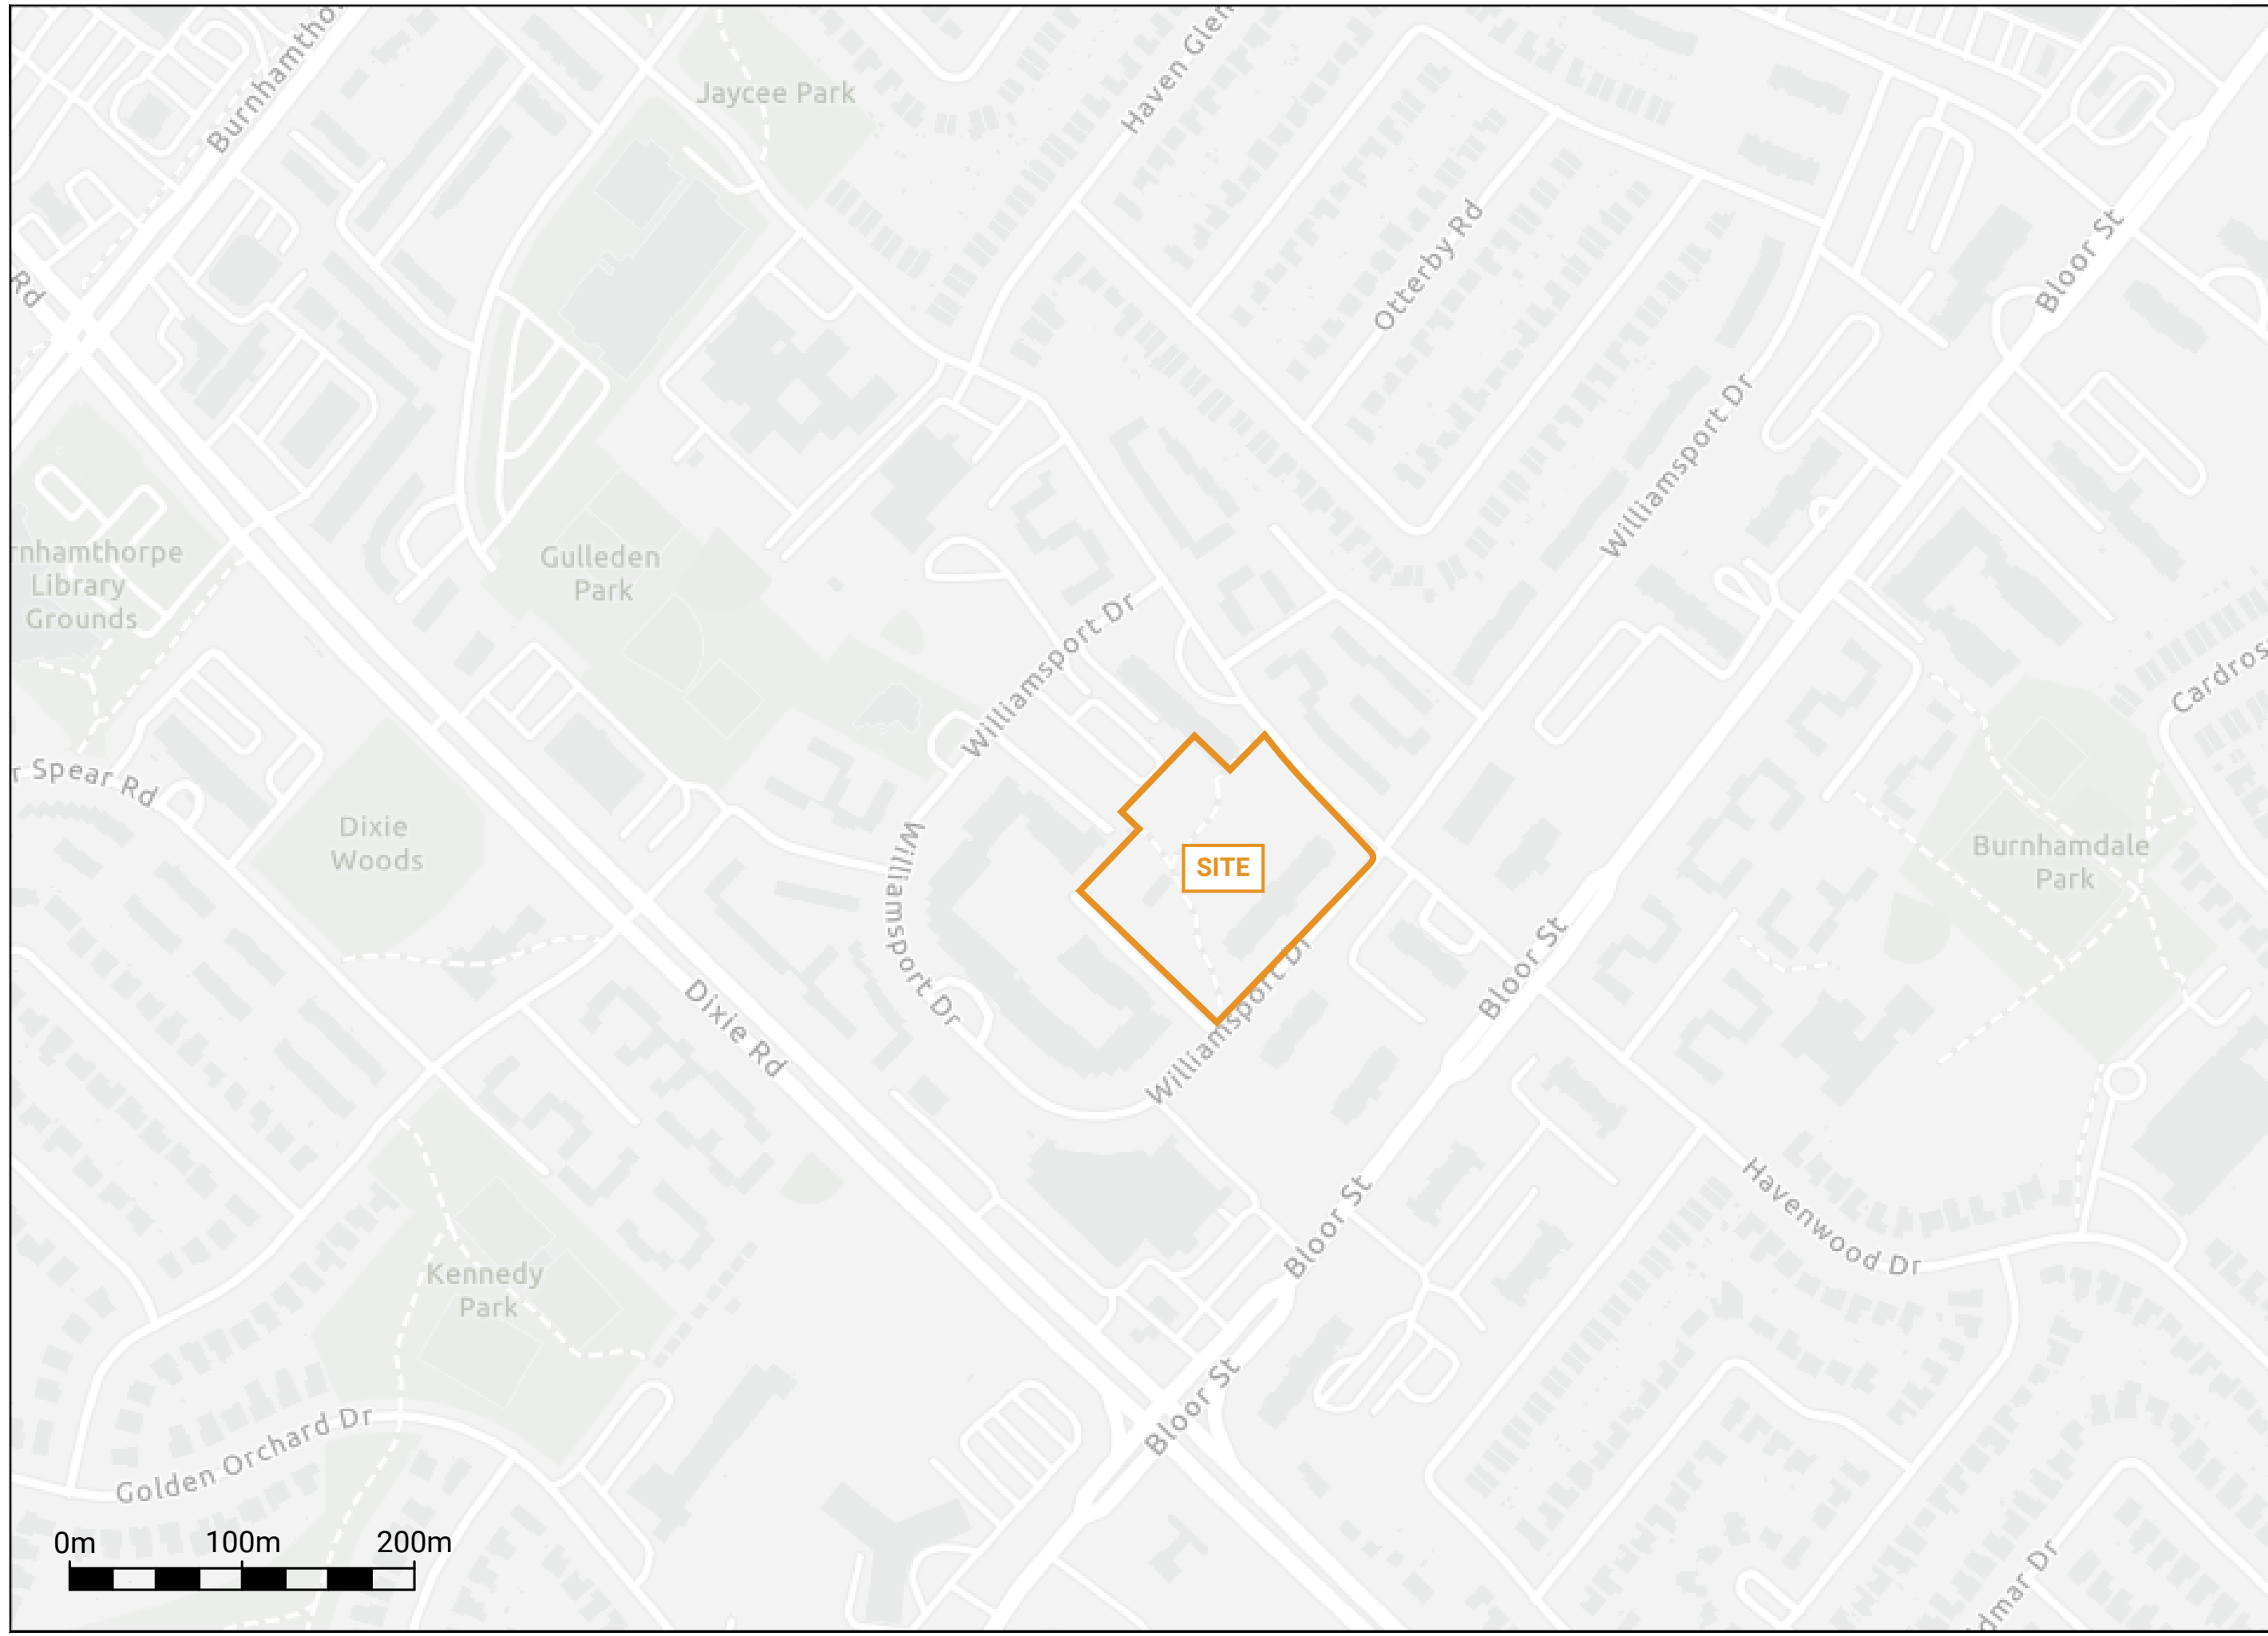 Burnhamtho
Jaycee Park
Haven Glen
Rd
Otterby Rd
Bloor St
Williamsport Dr
rnhamthorpe
Library
Grounds
Gulleden
Park
Williamsport Dr
Cardros
r Spear Rd
Dixie
Woods
Williamsport Dr
SITE
Burnhamdale
Park
Bloor St
Dixie Rd
Williamsport Dr
Bloor St
Havenwood Dr
Kennedy
Park
Bloor St
Golden Orchard Dr
0m 100m 200m
dmar Dr